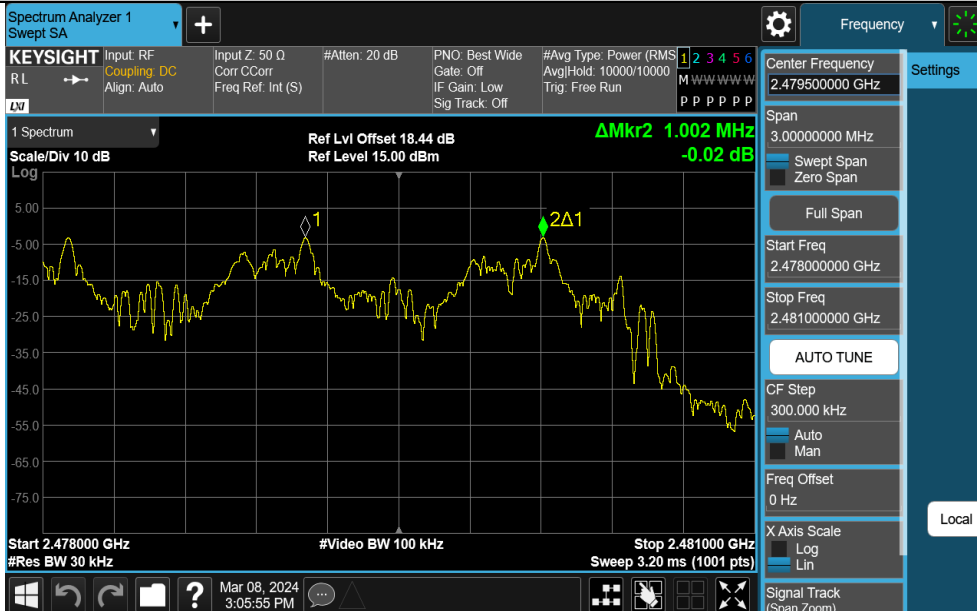 Spectrum Analyzer 1
Swept SA
+
Frequency
KEYSIGHT
RL
LXI
Input: RF
Coupling: DC
Align: Auto
Input Z: 50 Ω
Corr CCorr
Freq Ref: Int (S)
#Atten: 20 dB
PNO: Best Wide
Gate: Off
IF Gain: Low
Sig Track: Off
#Avg Type: Power (RMS
Avg|Hold: 10000/10000
Trig: Free Run
1 2 3 4 5 6
M W W W W W
P P P P P P
1 Spectrum
Scale/Div 10 dB
Log
Ref Lvl Offset 18.44 dB
Ref Level 15.00 dBm
ΔMkr2 1.002 MHz
-0.02 dB
5.00
-5.00
-15.0
-25.0
-35.0
-45.0
-55.0
-65.0
-75.0
1
2Δ1
Start 2.478000 GHz
#Res BW 30 kHz
#Video BW 100 kHz
Stop 2.481000 GHz
Sweep 3.20 ms (1001 pts)
?
Mar 08, 2024
3:05:55 PM
Center Frequency
2.479500000 GHz
Span
3.00000000 MHz
Swept Span
Zero Span
Full Span
Start Freq
2.478000000 GHz
Stop Freq
2.481000000 GHz
AUTO TUNE
CF Step
300.000 kHz
Auto
Man
Freq Offset
0 Hz
X Axis Scale
Log
Lin
Signal Track
(Span Zoom)
Settings
Local